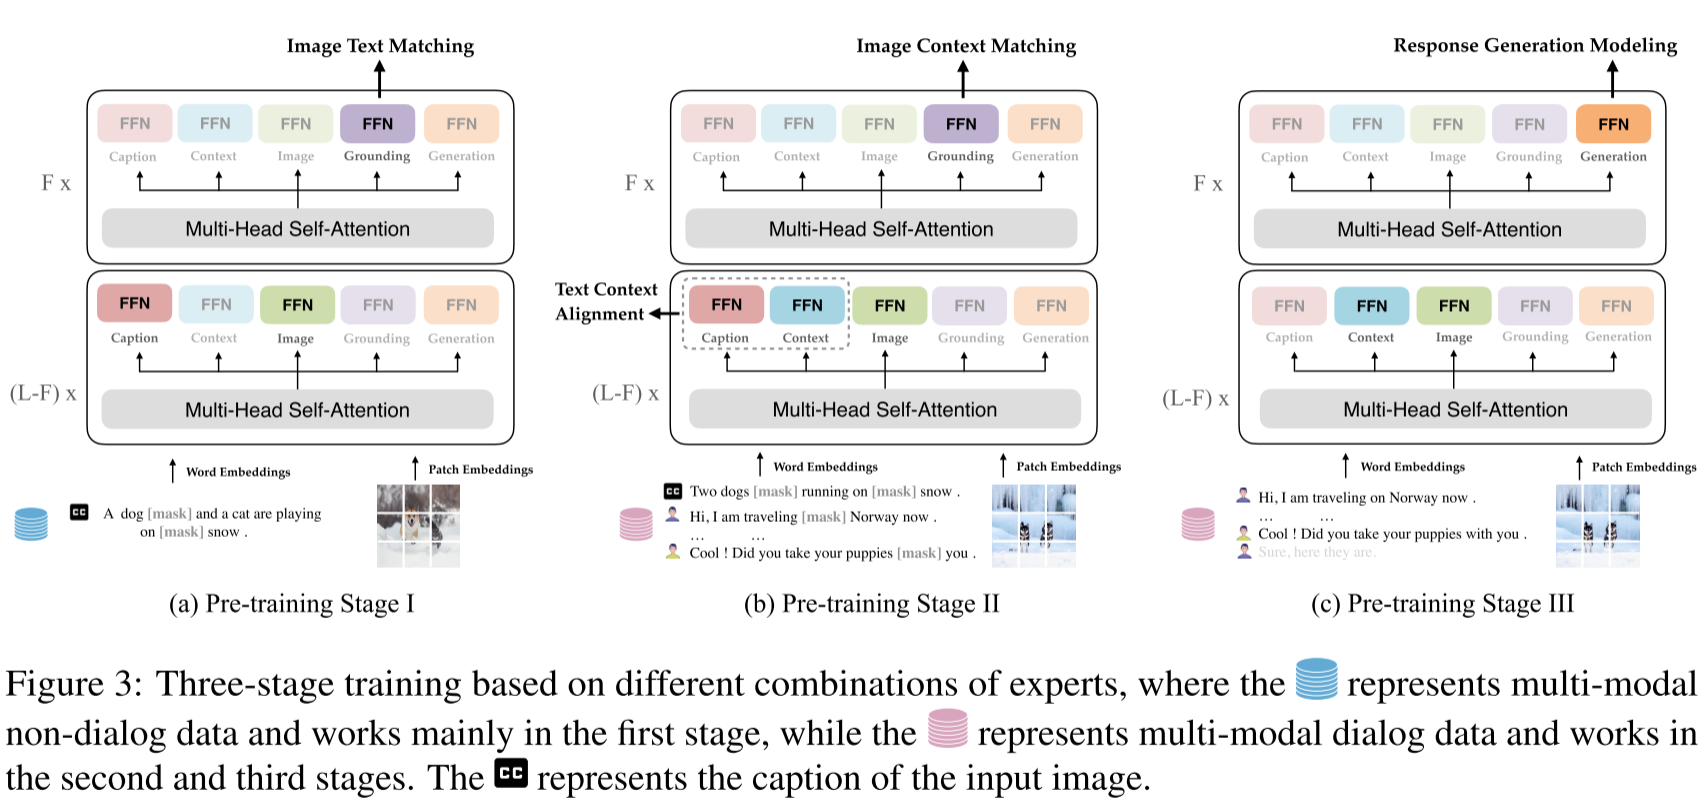 Image Text Matching
FFN FFN FFN FFN FFN
Caption Context Image Grounding Generation
F x
Multi-Head Self-Attention
FFN FFN FFN FFN FFN
Caption Context Image Grounding Generation
(L-F) x
Multi-Head Self-Attention
Word Embeddings
Patch Embeddings
CC A dog [mask] and a cat are playing
on [mask] snow .
(a) Pre-training Stage I
Image Context Matching
FFN FFN FFN FFN FFN
Caption Context Image Grounding Generation
F x
Multi-Head Self-Attention
Text Context
Alignment
FFN FFN FFN FFN FFN
Caption Context Image Grounding Generation
(L-F) x
Multi-Head Self-Attention
Word Embeddings
Patch Embeddings
CC Two dogs [mask] running on [mask] snow .
Hi, I am traveling [mask] Norway now .
... ...
Cool ! Did you take your puppies [mask] you .
(b) Pre-training Stage II
Response Generation Modeling
FFN FFN FFN FFN FFN
Caption Context Image Grounding Generation
F x
Multi-Head Self-Attention
FFN FFN FFN FFN FFN
Caption Context Image Grounding Generation
(L-F) x
Multi-Head Self-Attention
Word Embeddings
Patch Embeddings
Hi, I am traveling on Norway now .
... ...
Cool ! Did you take your puppies with you .
Sure, here they are.
(c) Pre-training Stage III
Figure 3: Three-stage training based on different combinations of experts, where the represents multi-modal
non-dialog data and works mainly in the first stage, while the represents multi-modal dialog data and works in
the second and third stages. The CC represents the caption of the input image.